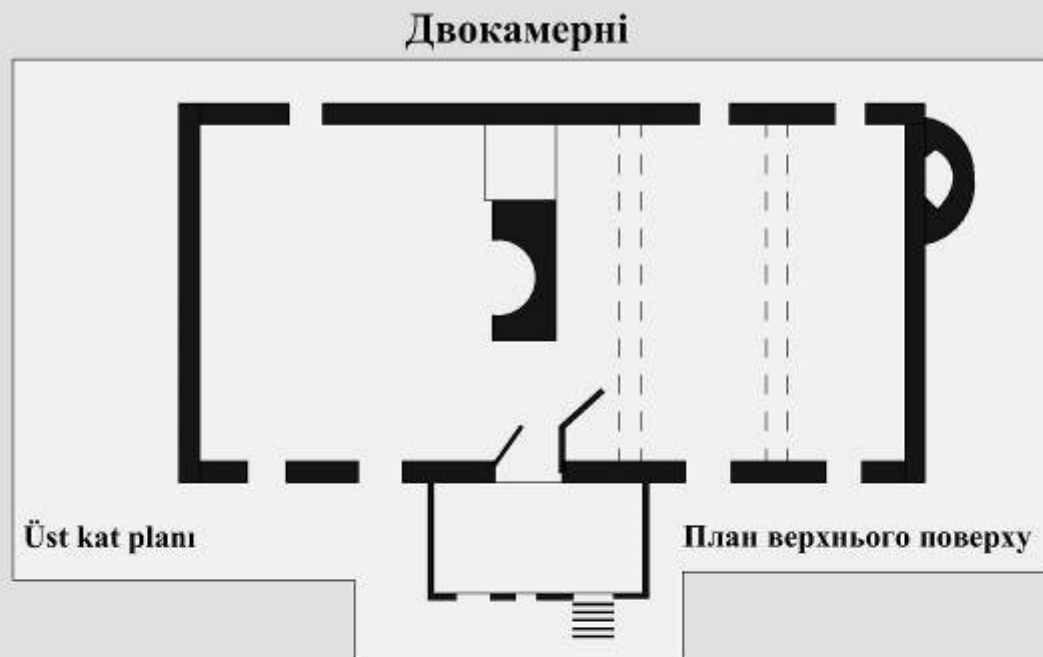 Двокамерні
Üst kat planı
План верхнього поверху